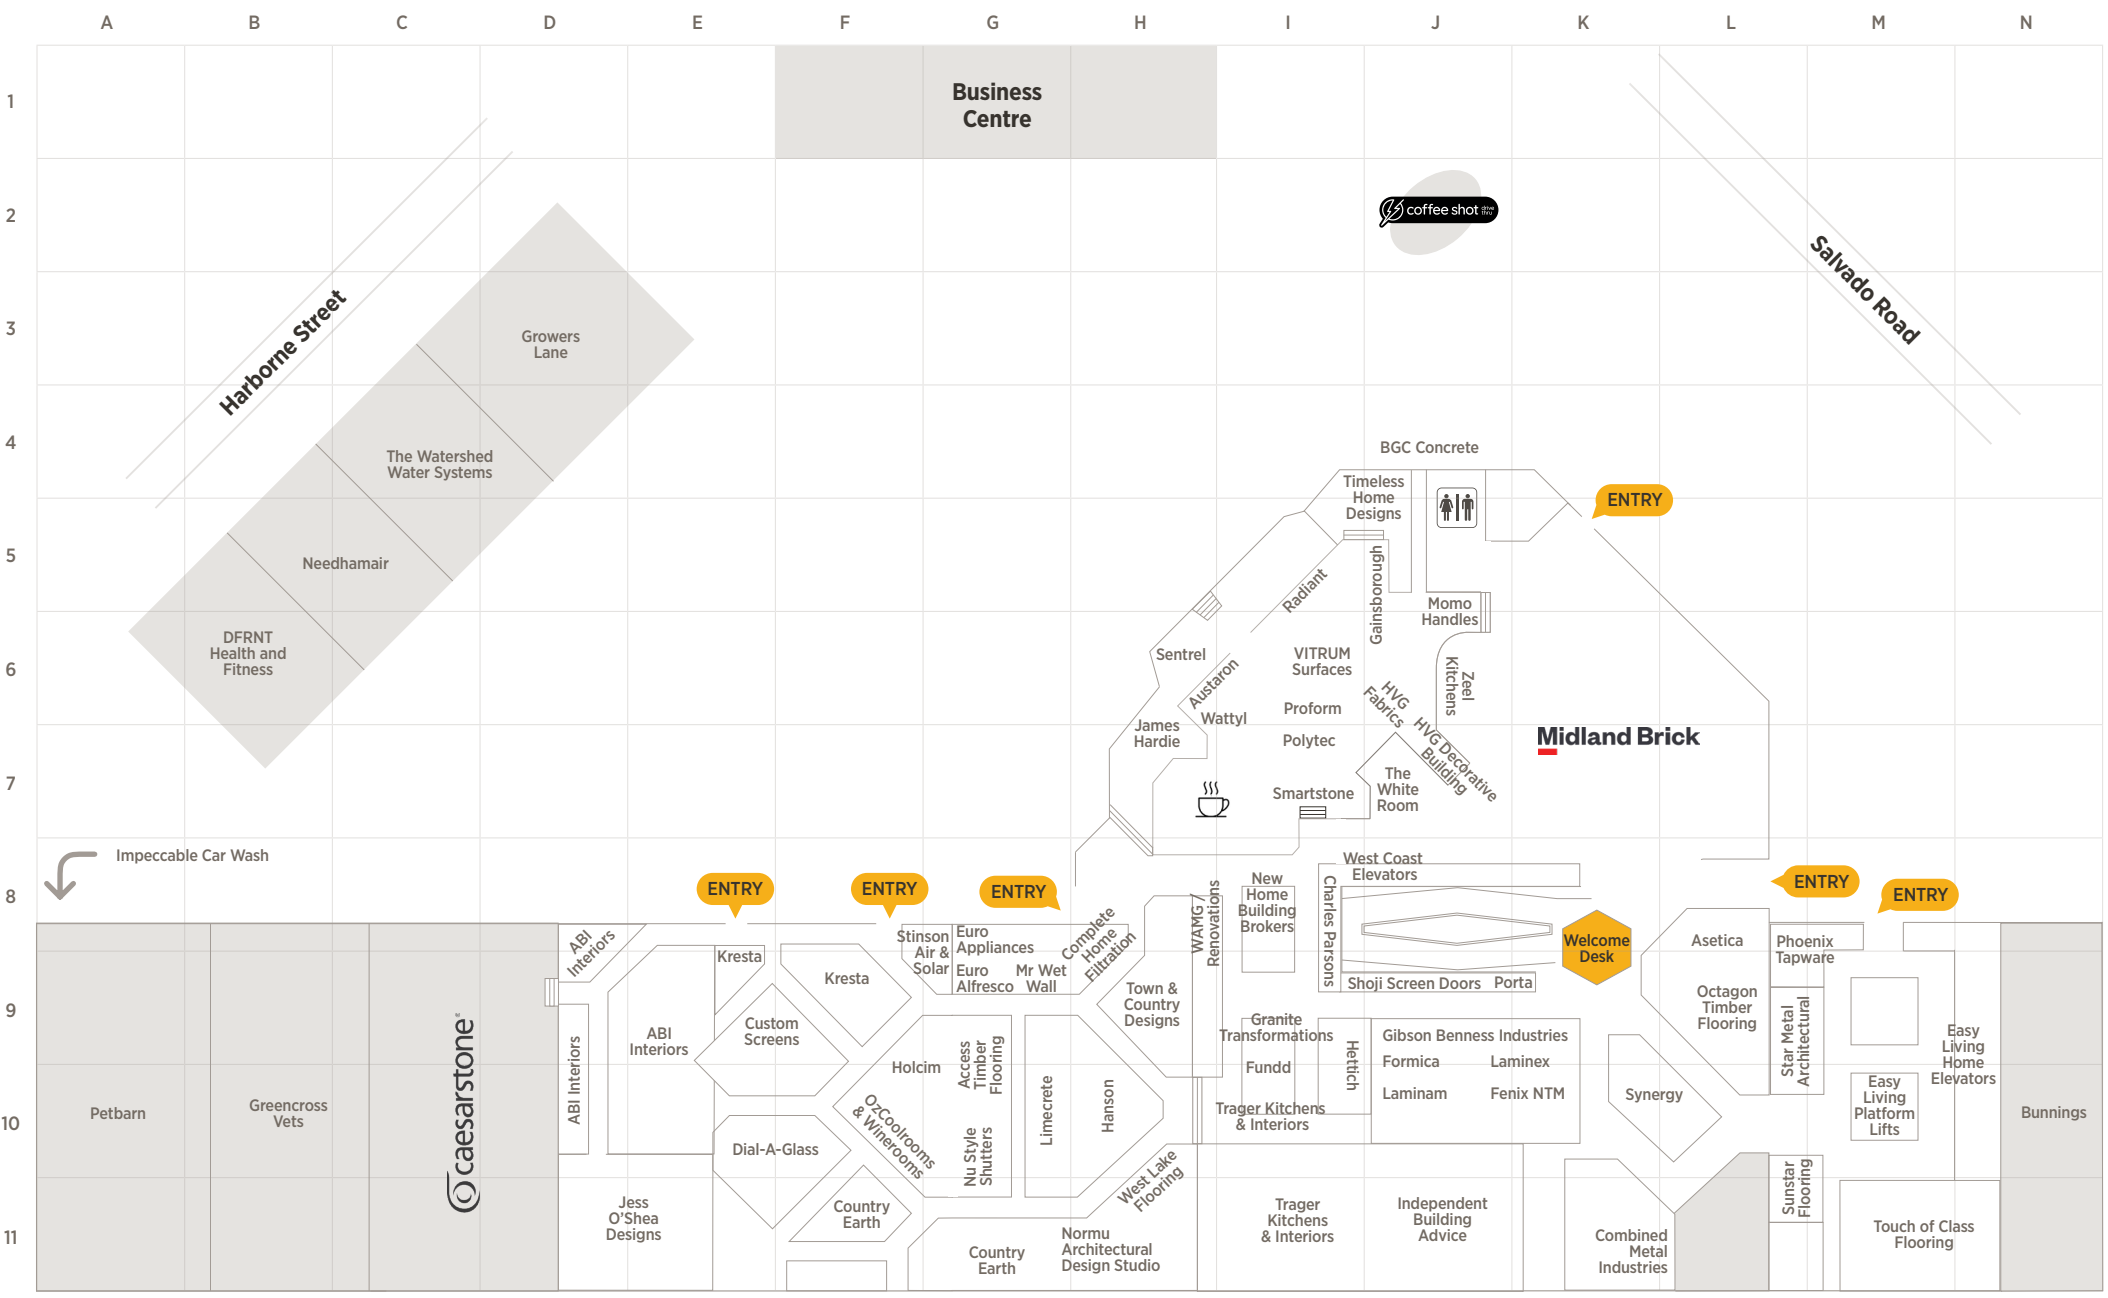 A B C D E F G H I J K L M N
1
2
3
4
5
6
7
8
9
10
11
Business
Centre
coffee shot drive
thru
Harborne Street
Salvado Road
Growers
Lane
The Watershed
Water Systems
Needhamair
DFRNT
Health and
Fitness
BGC Concrete
Timeless
Home
Designs
ENTRY
Radiant
Gainsborough
Momo
Handles
Sentrel
Austaron
VITRUM
Surfaces
Zeel
Kitchens
HVG
Fabrics
HVG Decorative
Building
James
Hardie
Wattyl
Proform
Polytec
Midland Brick
Smartstone
The
White
Room
Impeccable Car Wash
ENTRY
ENTRY
ENTRY
ENTRY
ENTRY
West Coast
Elevators
New
Home
Building
Brokers
Charles Parsons
WAMG /
Renovations
Complete
Home
Filtration
ABI
Interiors
Kresta
Kresta
Stinson
Air &
Solar
Euro
Appliances
Euro
Alfresco
Mr Wet
Wall
Welcome
Desk
Asetica
Phoenix
Tapware
Shoji Screen Doors
Porta
Town &
Country
Designs
Octagon
Timber
Flooring
Star Metal
Architectural
caesarstone
ABI Interiors
ABI
Interiors
Custom
Screens
Holcim
Access
Timber
Flooring
Granite
Transformations
Fundd
Hettich
Gibson Benness Industries
Formica
Laminex
Laminam
Fenix NTM
Easy
Living
Home
Elevators
Easy
Living
Platform
Lifts
Petbarn
Greencross
Vets
Bunnings
Limecrete
Hanson
Trager Kitchens
& Interiors
Synergy
OzCoolrooms
& Winerooms
Dial-A-Glass
Nu Style
Shutters
West Lake
Flooring
Sunstar
Flooring
Jess
O'Shea
Designs
Country
Earth
Country
Earth
Normu
Architectural
Design Studio
Trager
Kitchens
& Interiors
Independent
Building
Advice
Combined
Metal
Industries
Touch of Class
Flooring